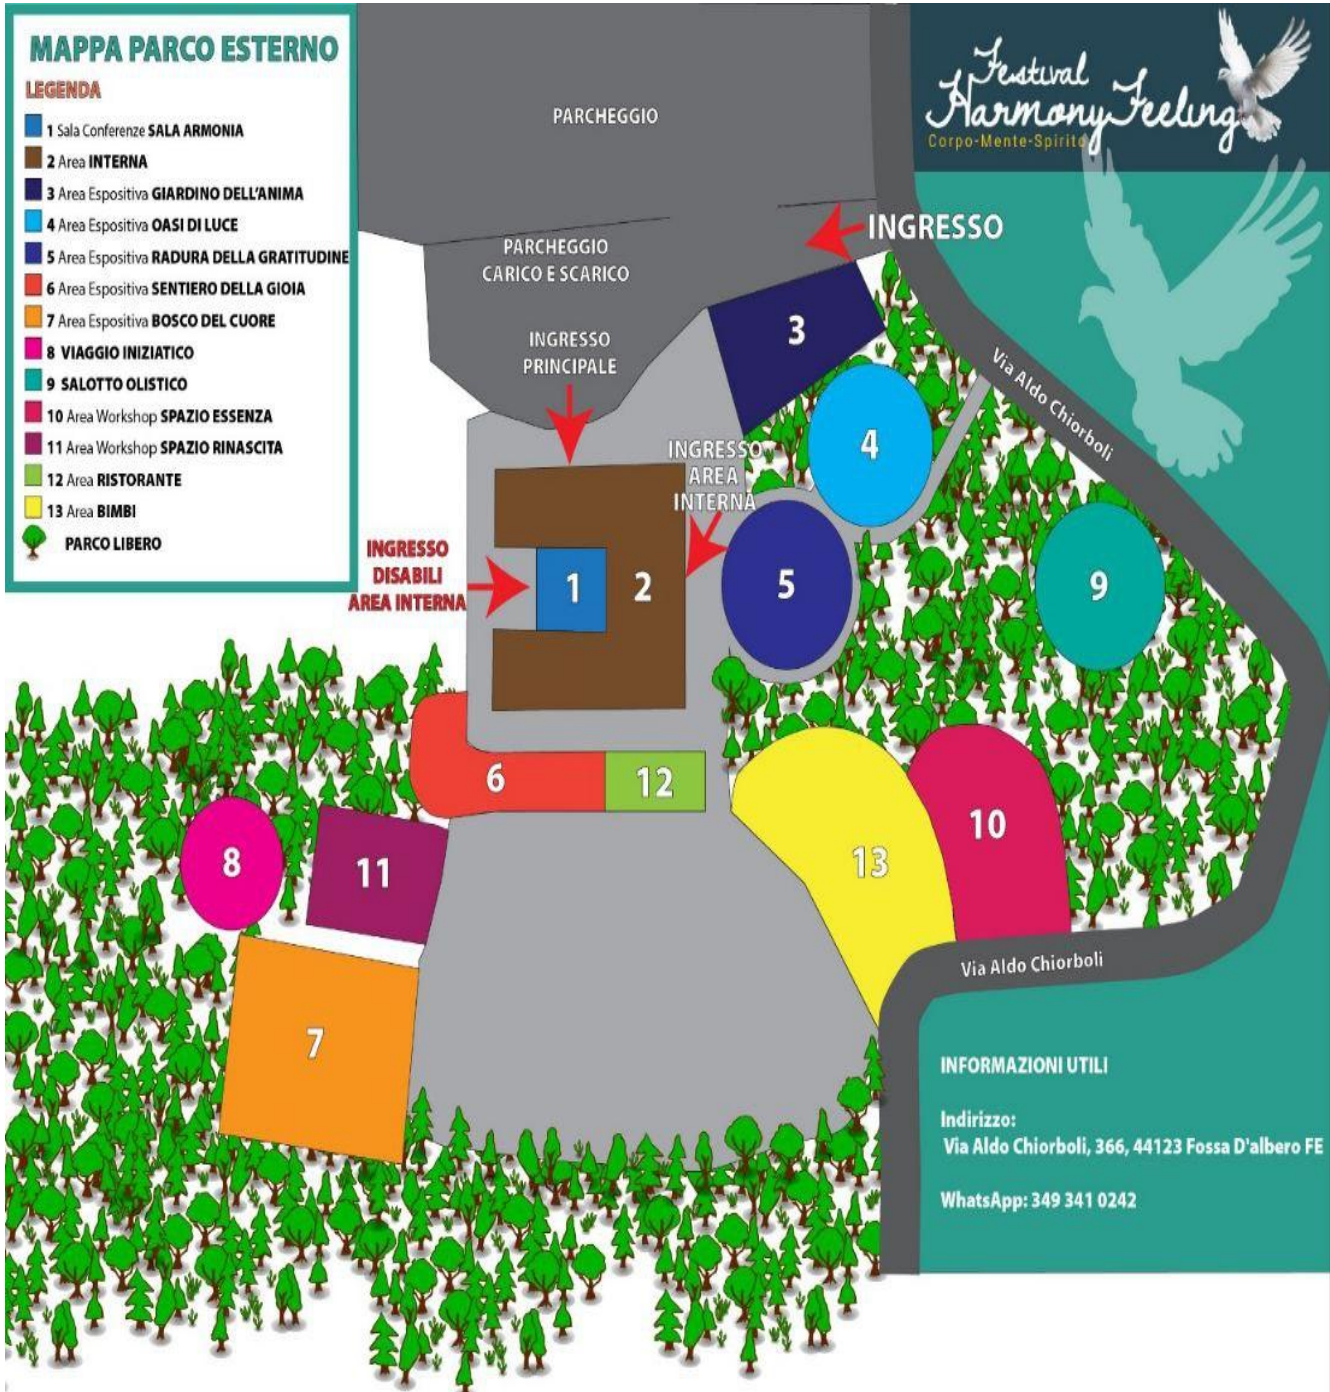 MAPPA PARCO ESTERNO
LEGENDA
1 Sala Conferenze SALA ARMONIA
2 Area INTERNA
3 Area Espositiva GIARDINO DELL'ANIMA
4 Area Espositiva OASI DI LUCE
5 Area Espositiva RADURA DELLA GRATITUDINE
6 Area Espositiva SENTIERO DELLA GIOIA
7 Area Espositiva BOSCO DEL CUORE
8 VIAGGIO INIZIATICO
9 SALOTTO OLISTICO
10 Area Workshop SPAZIO ESSENZA
11 Area Workshop SPAZIO RINASCITA
12 Area RISTORANTE
13 Area BIMBI
PARCO LIBERO
Festival
Harmony Feeling
Corpo-Mente-Spirito
PARCHEGGIO
INGRESSO
PARCHEGGIO
CARICO E SCARICO
INGRESSO
PRINCIPALE
3
Via Aldo Chiorboli
4
INGRESSO
AREA
INTERNA
INGRESSO
DISABILI
AREA INTERNA
1
2
5
9
6
12
10
13
8
11
7
Via Aldo Chiorboli
INFORMAZIONI UTILI
Indirizzo:
Via Aldo Chiorboli, 366, 44123 Fossa D'albero FE
WhatsApp: 349 341 0242